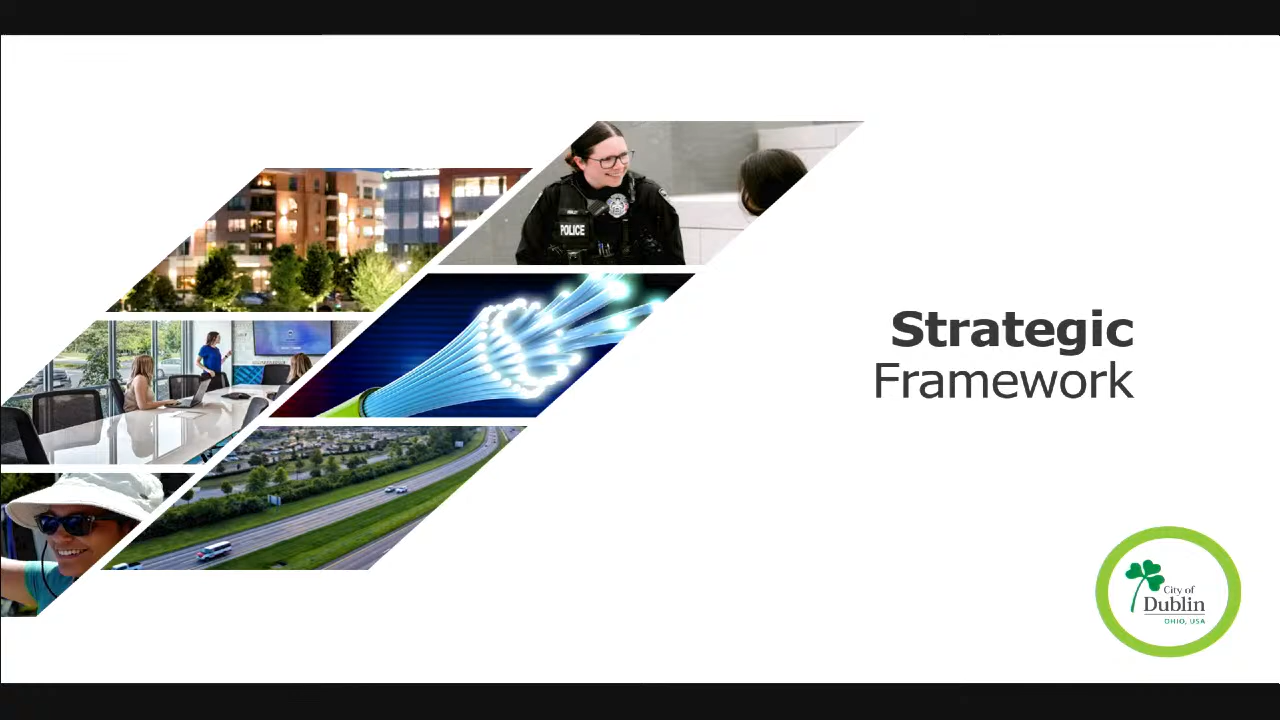 POLICE
Strategic
Framework
City of
Dublin
OHIO, USA